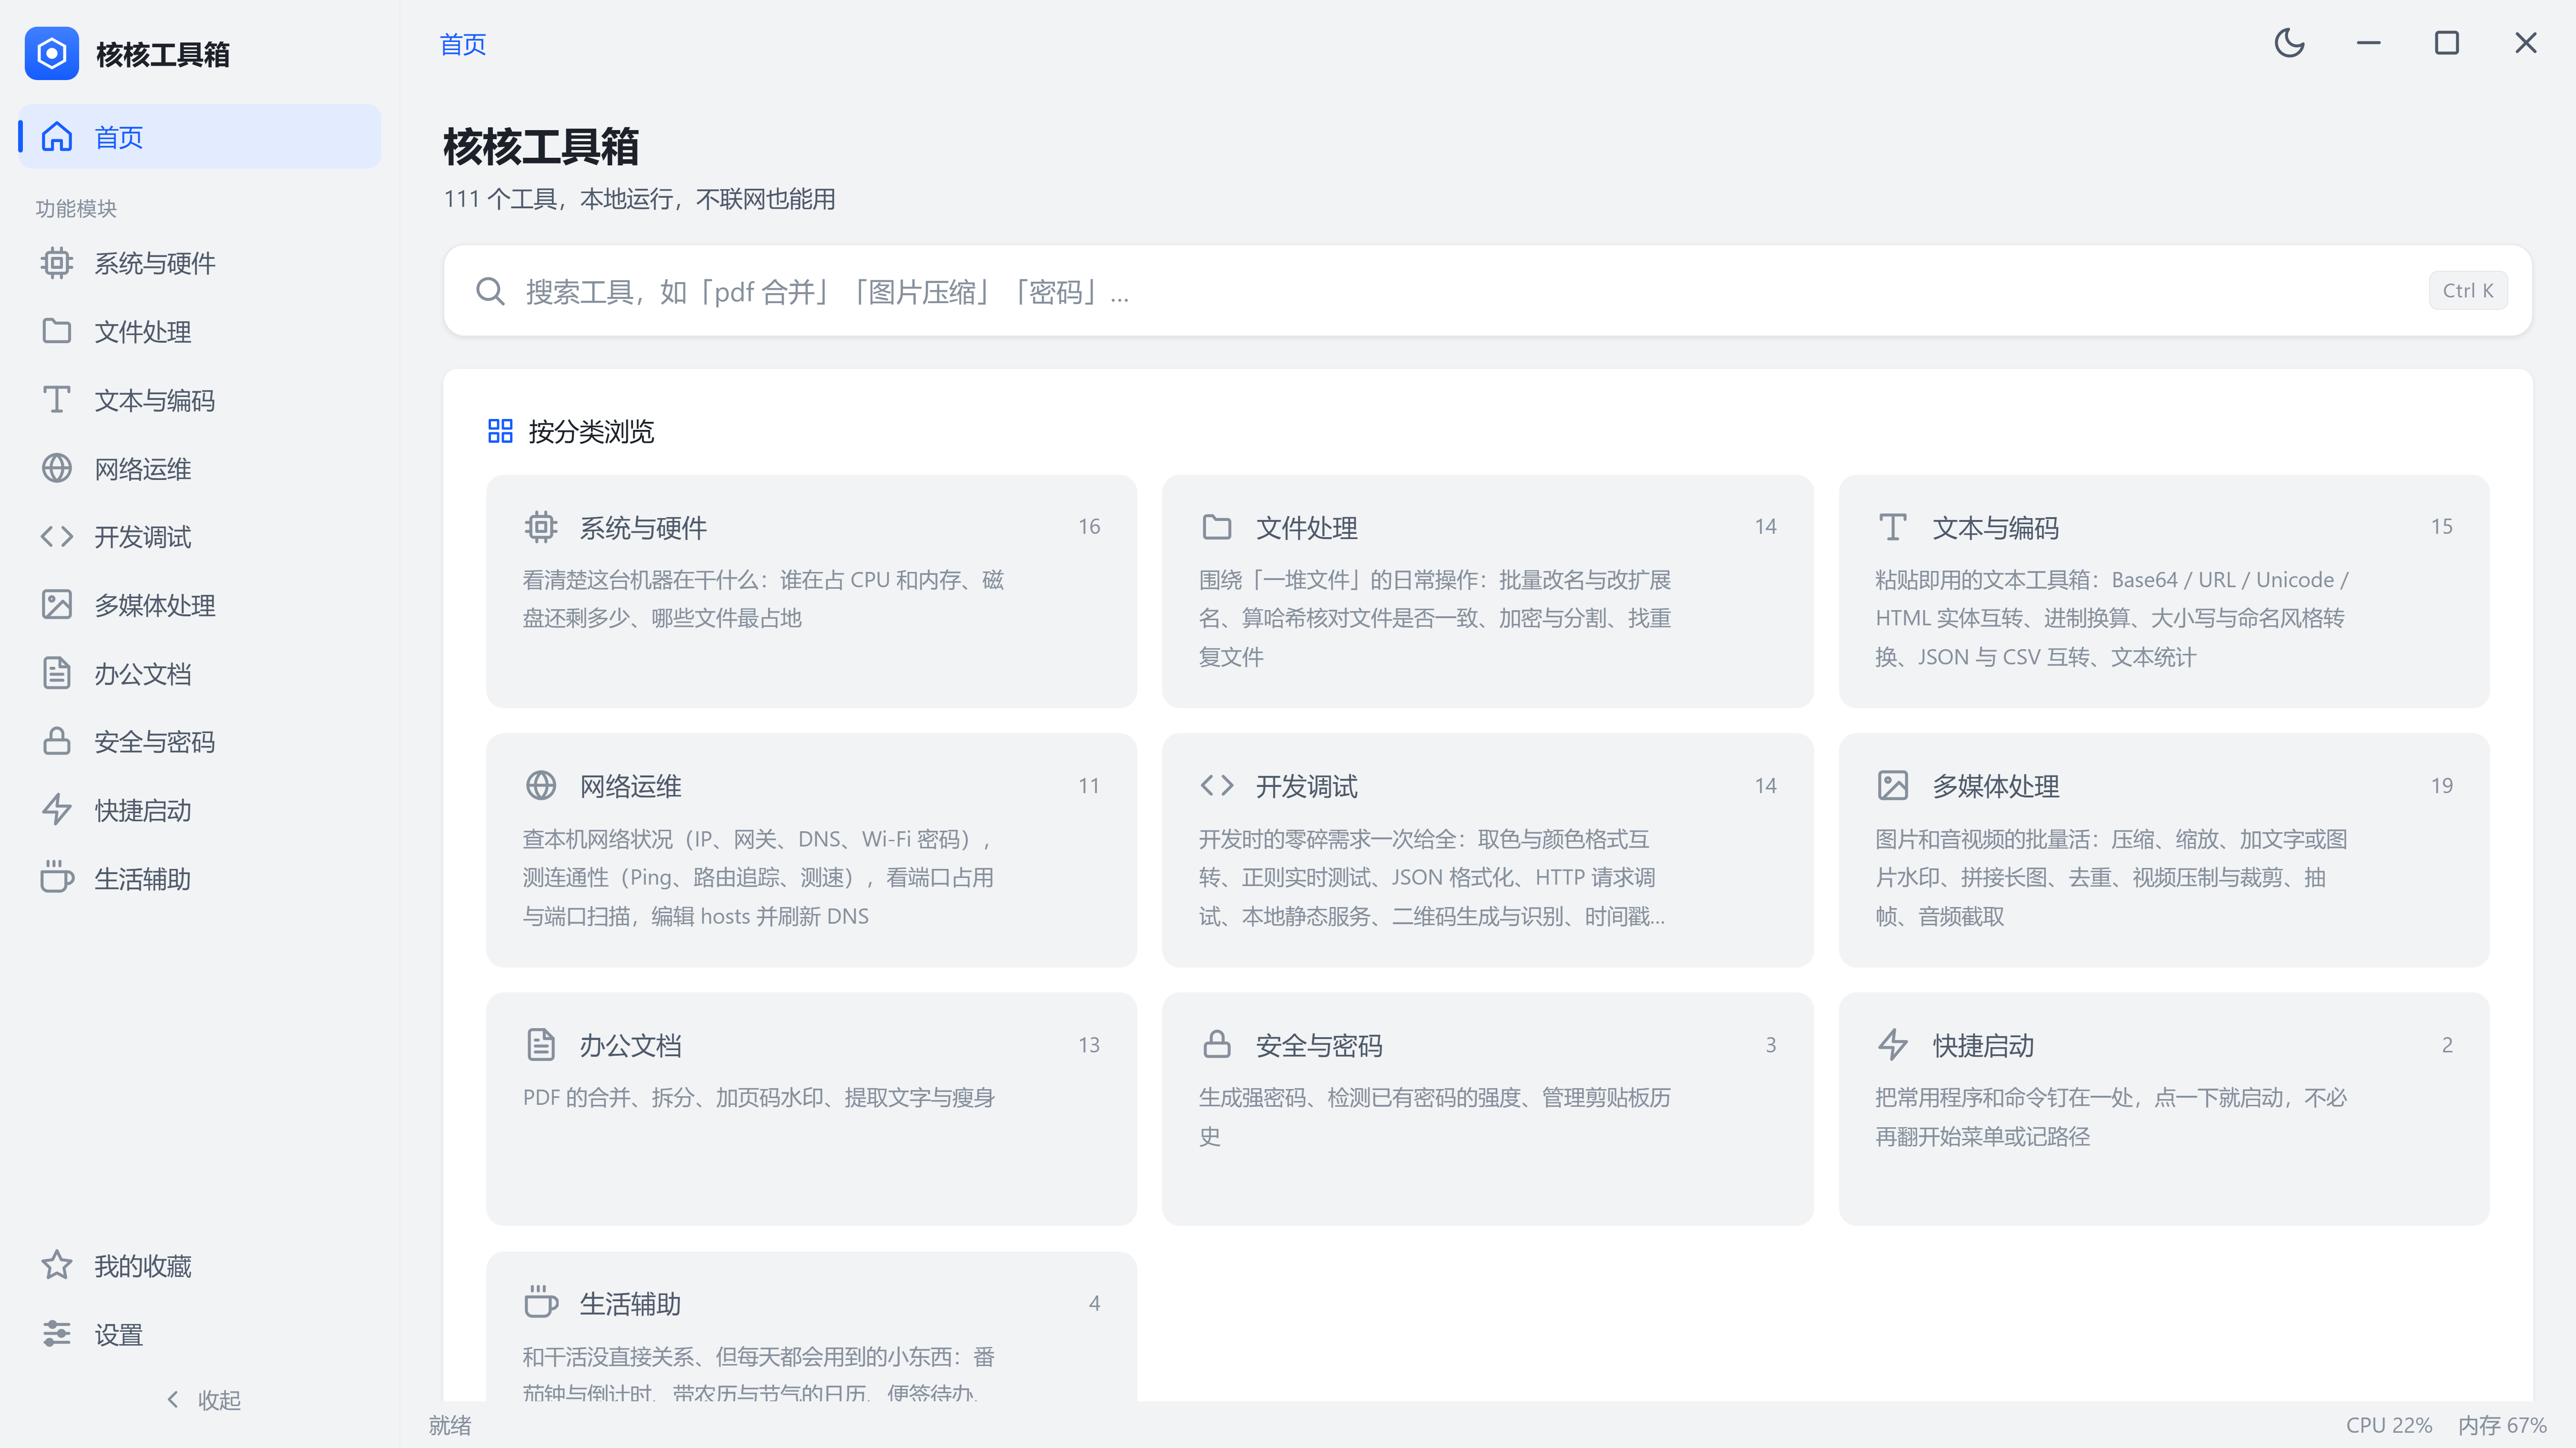 核核工具箱
首页
功能模块
系统与硬件
文件处理
文本与编码
网络运维
开发调试
多媒体处理
办公文档
安全与密码
快捷启动
生活辅助
我的收藏
设置
收起
首页
核核工具箱
111 个工具，本地运行，不联网也能用
搜索工具，如「pdf 合并」「图片压缩」「密码」...
Ctrl K
按分类浏览
系统与硬件 16
看清楚这台机器在干什么：谁在占 CPU 和内存、磁
盘还剩多少、哪些文件最占地
文件处理 14
围绕「一堆文件」的日常操作：批量改名与改扩展
名、算哈希核对文件是否一致、加密与分割、找重
复文件
文本与编码 15
粘贴即用的文本工具箱：Base64 / URL / Unicode /
HTML 实体互转、进制换算、大小写与命名风格转
换、JSON 与 CSV 互转、文本统计
网络运维 11
查本机网络状况（IP、网关、DNS、Wi-Fi 密码），
测连通性（Ping、路由追踪、测速），看端口占用
与端口扫描，编辑 hosts 并刷新 DNS
开发调试 14
开发时的零碎需求一次给全：取色与颜色格式互
转、正则实时测试、JSON 格式化、HTTP 请求调
试、本地静态服务、二维码生成与识别、时间戳...
多媒体处理 19
图片和音视频的批量活：压缩、缩放、加文字或图
片水印、拼接长图、去重、视频压制与裁剪、抽
帧、音频截取
办公文档 13
PDF 的合并、拆分、加页码水印、提取文字与瘦身
安全与密码 3
生成强密码、检测已有密码的强度、管理剪贴板历
史
快捷启动 2
把常用程序和命令钉在一处，点一下就启动，不必
再翻开始菜单或记路径
生活辅助 4
和干活没直接关系、但每天都会用到的小东西：番
茄钟与倒计时、带农历与节气的日历、便签待办、
就绪
CPU 22% 内存 67%